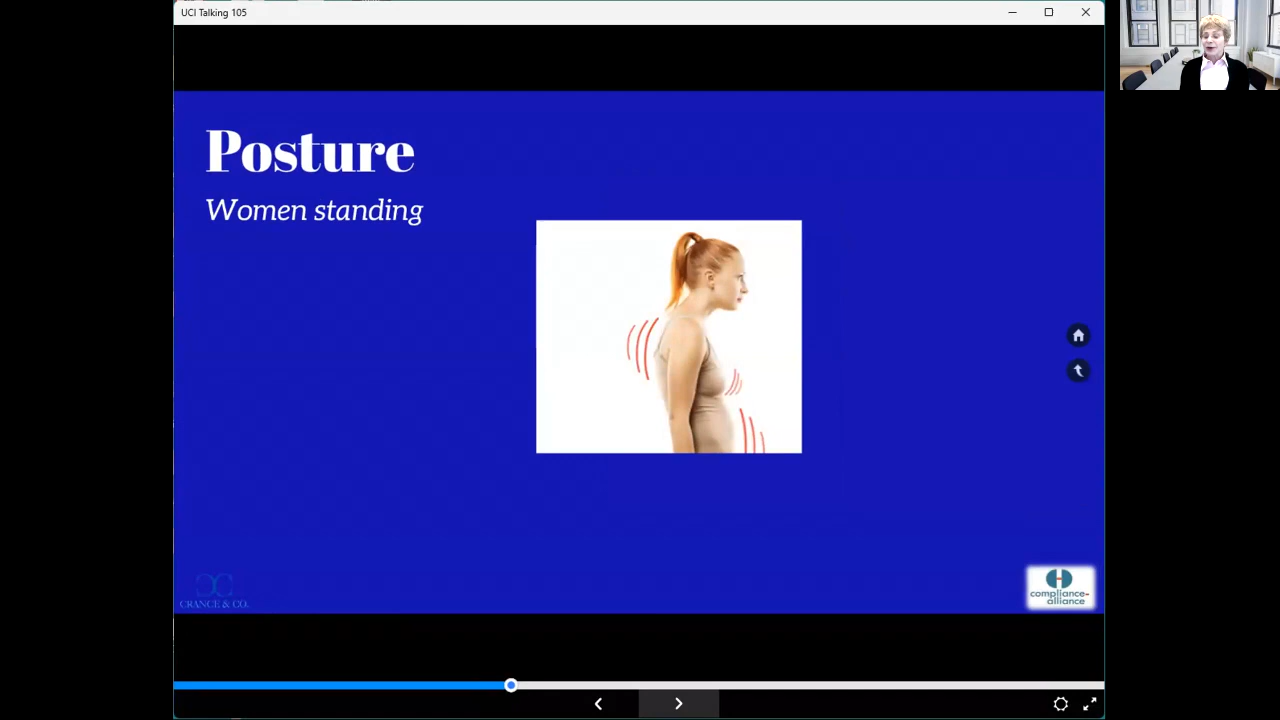 UCI Talking 105
Posture
Women standing
CRANCE & CO.
compliance-
alliance